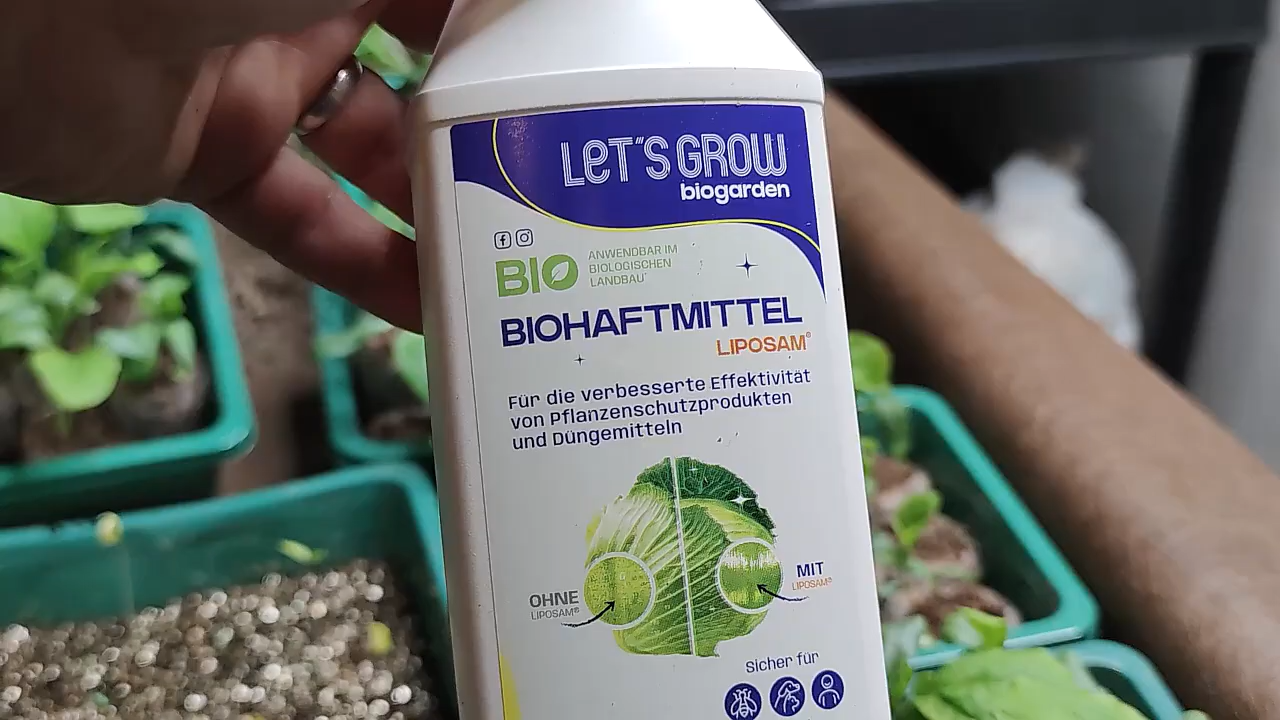 LET'S GROW
biogarden
BIO
ANWENDBAR IM
BIOLOGISCHEN
LANDBAU
BIOHAFTMITTEL
LIPOSAM®
Für die verbesserte Effektivität
von Pflanzenschutzprodukten
und Düngemitteln
OHNE
LIPOSAM®
MIT
LIPOSAM®
Sicher für